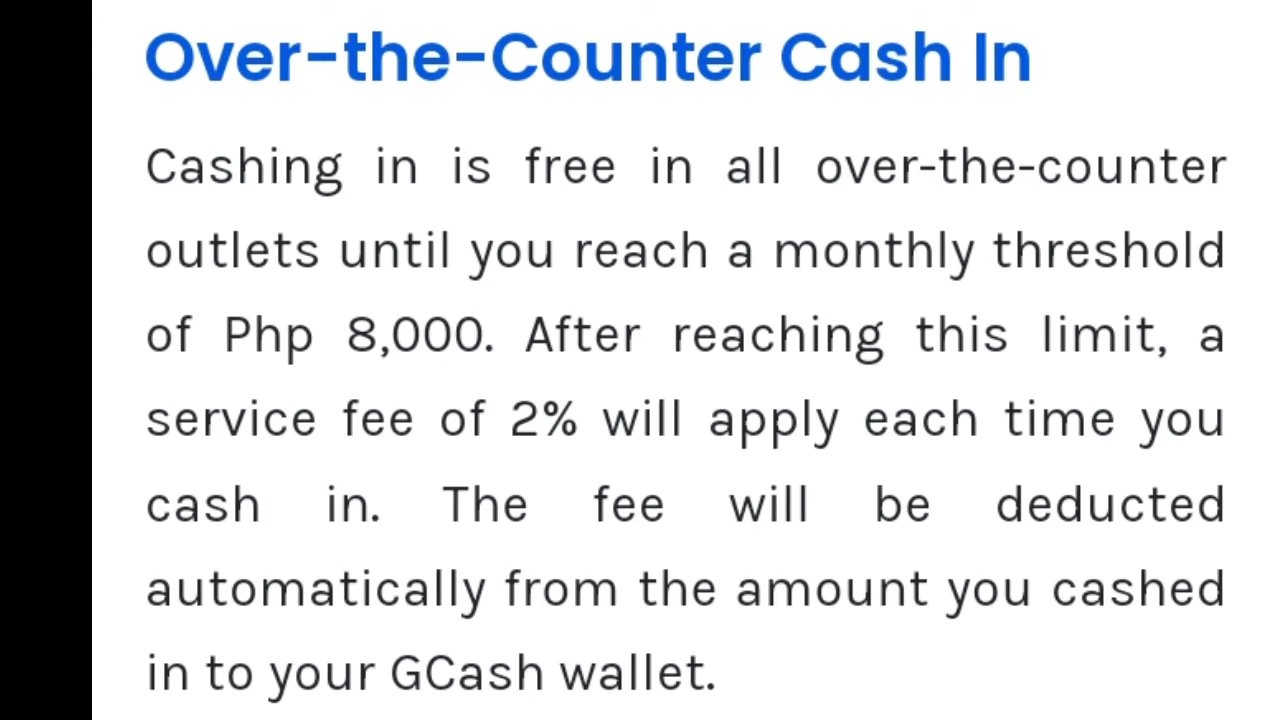 Over-the-Counter Cash In
Cashing in is free in all over-the-counter
outlets until you reach a monthly threshold
of Php 8,000. After reaching this limit, a
service fee of 2% will apply each time you
cash in. The fee will be deducted
automatically from the amount you cashed
in to your GCash wallet.